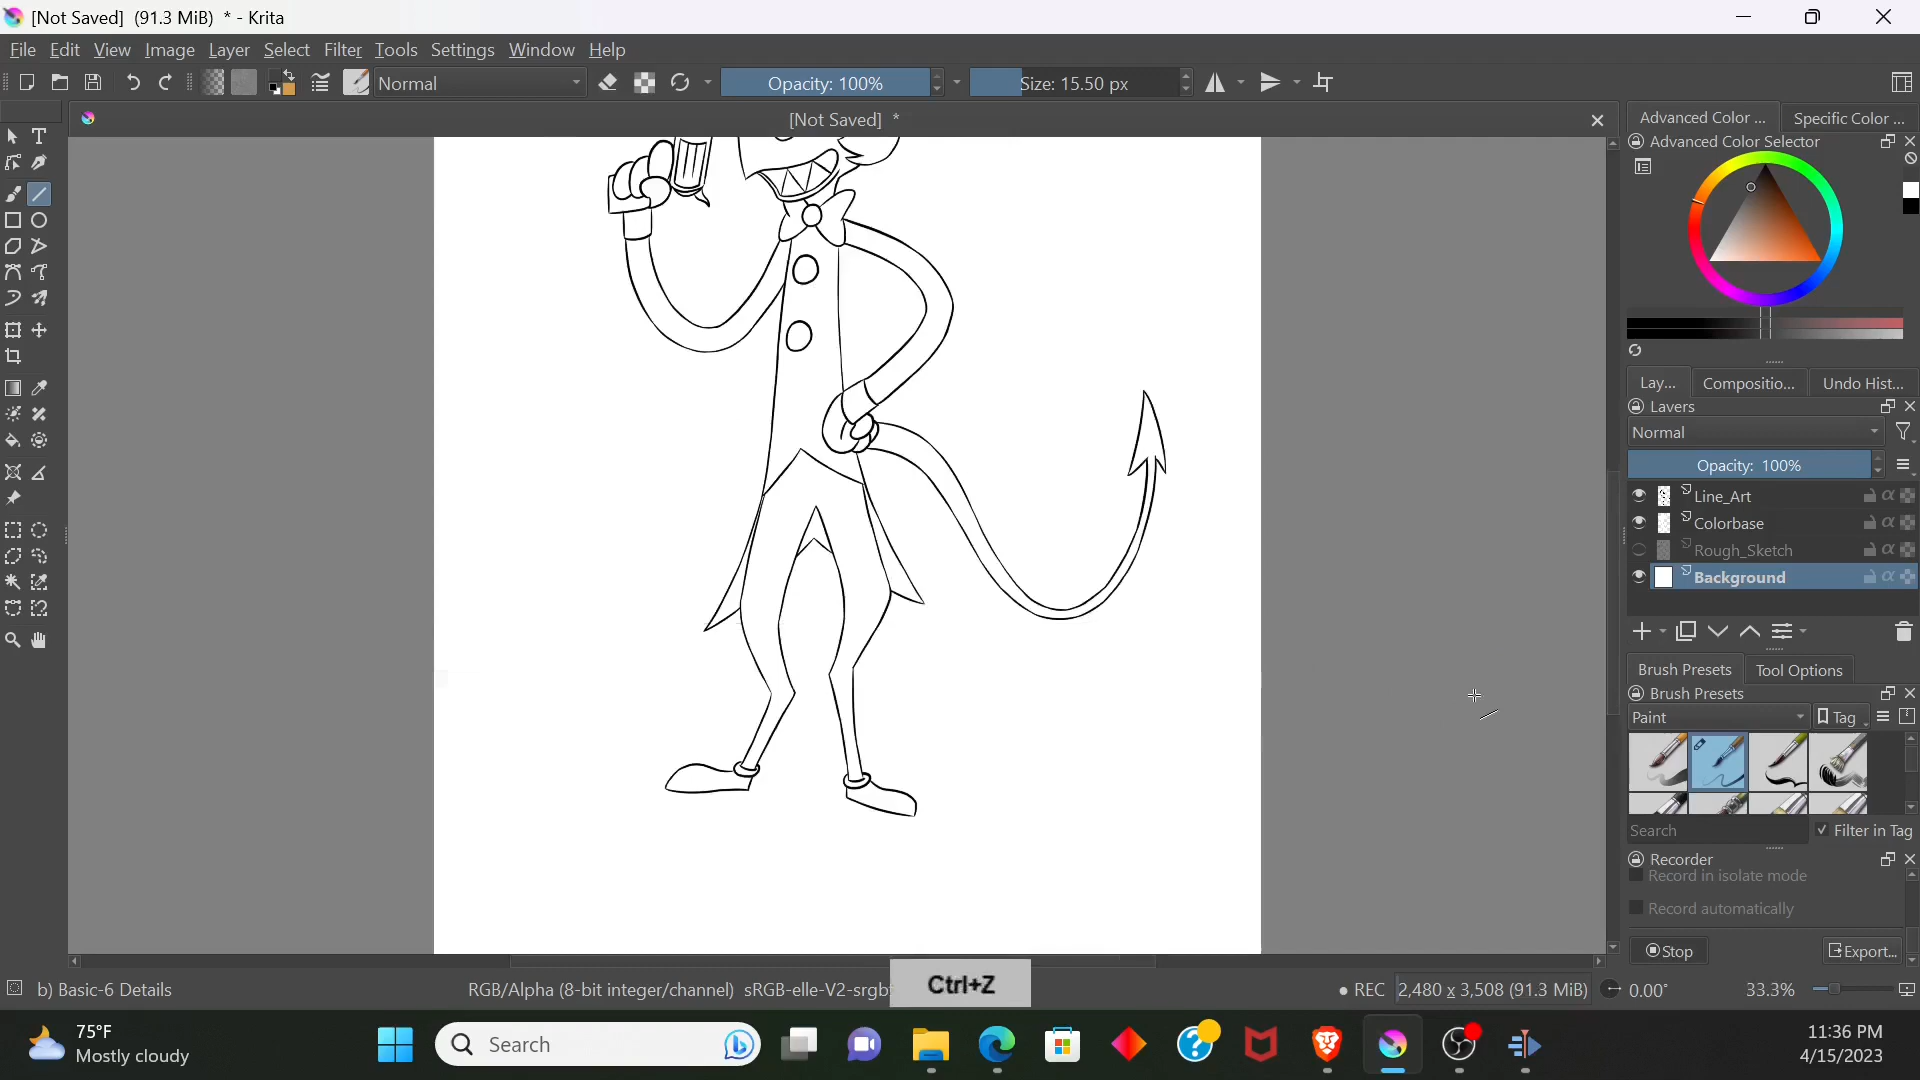 [Not Saved] (91.3 MiB) * - Krita
File Edit View Image Layer Select Filter Tools Settings Window Help
Normal Opacity: 100% Size: 15.50 px
[Not Saved] *
Advanced Color ... Specific Color ...
Advanced Color Selector
Lay... Compositio... Undo Hist...
Layers
Normal
Opacity: 100%
Line_Art
Colorbase
Rough_Sketch
Background
Brush Presets Tool Options
Brush Presets
Paint Tag
Search Filter in Tag
Recorder
Record in isolate mode
Record automatically
Stop Export...
b) Basic-6 Details RGB/Alpha (8-bit integer/channel) sRGB-elle-V2-srgb Ctrl+Z REC 2,480 x 3,508 (91.3 MiB) 0.00° 33.3%
75°F
Mostly cloudy
Search
11:36 PM
4/15/2023